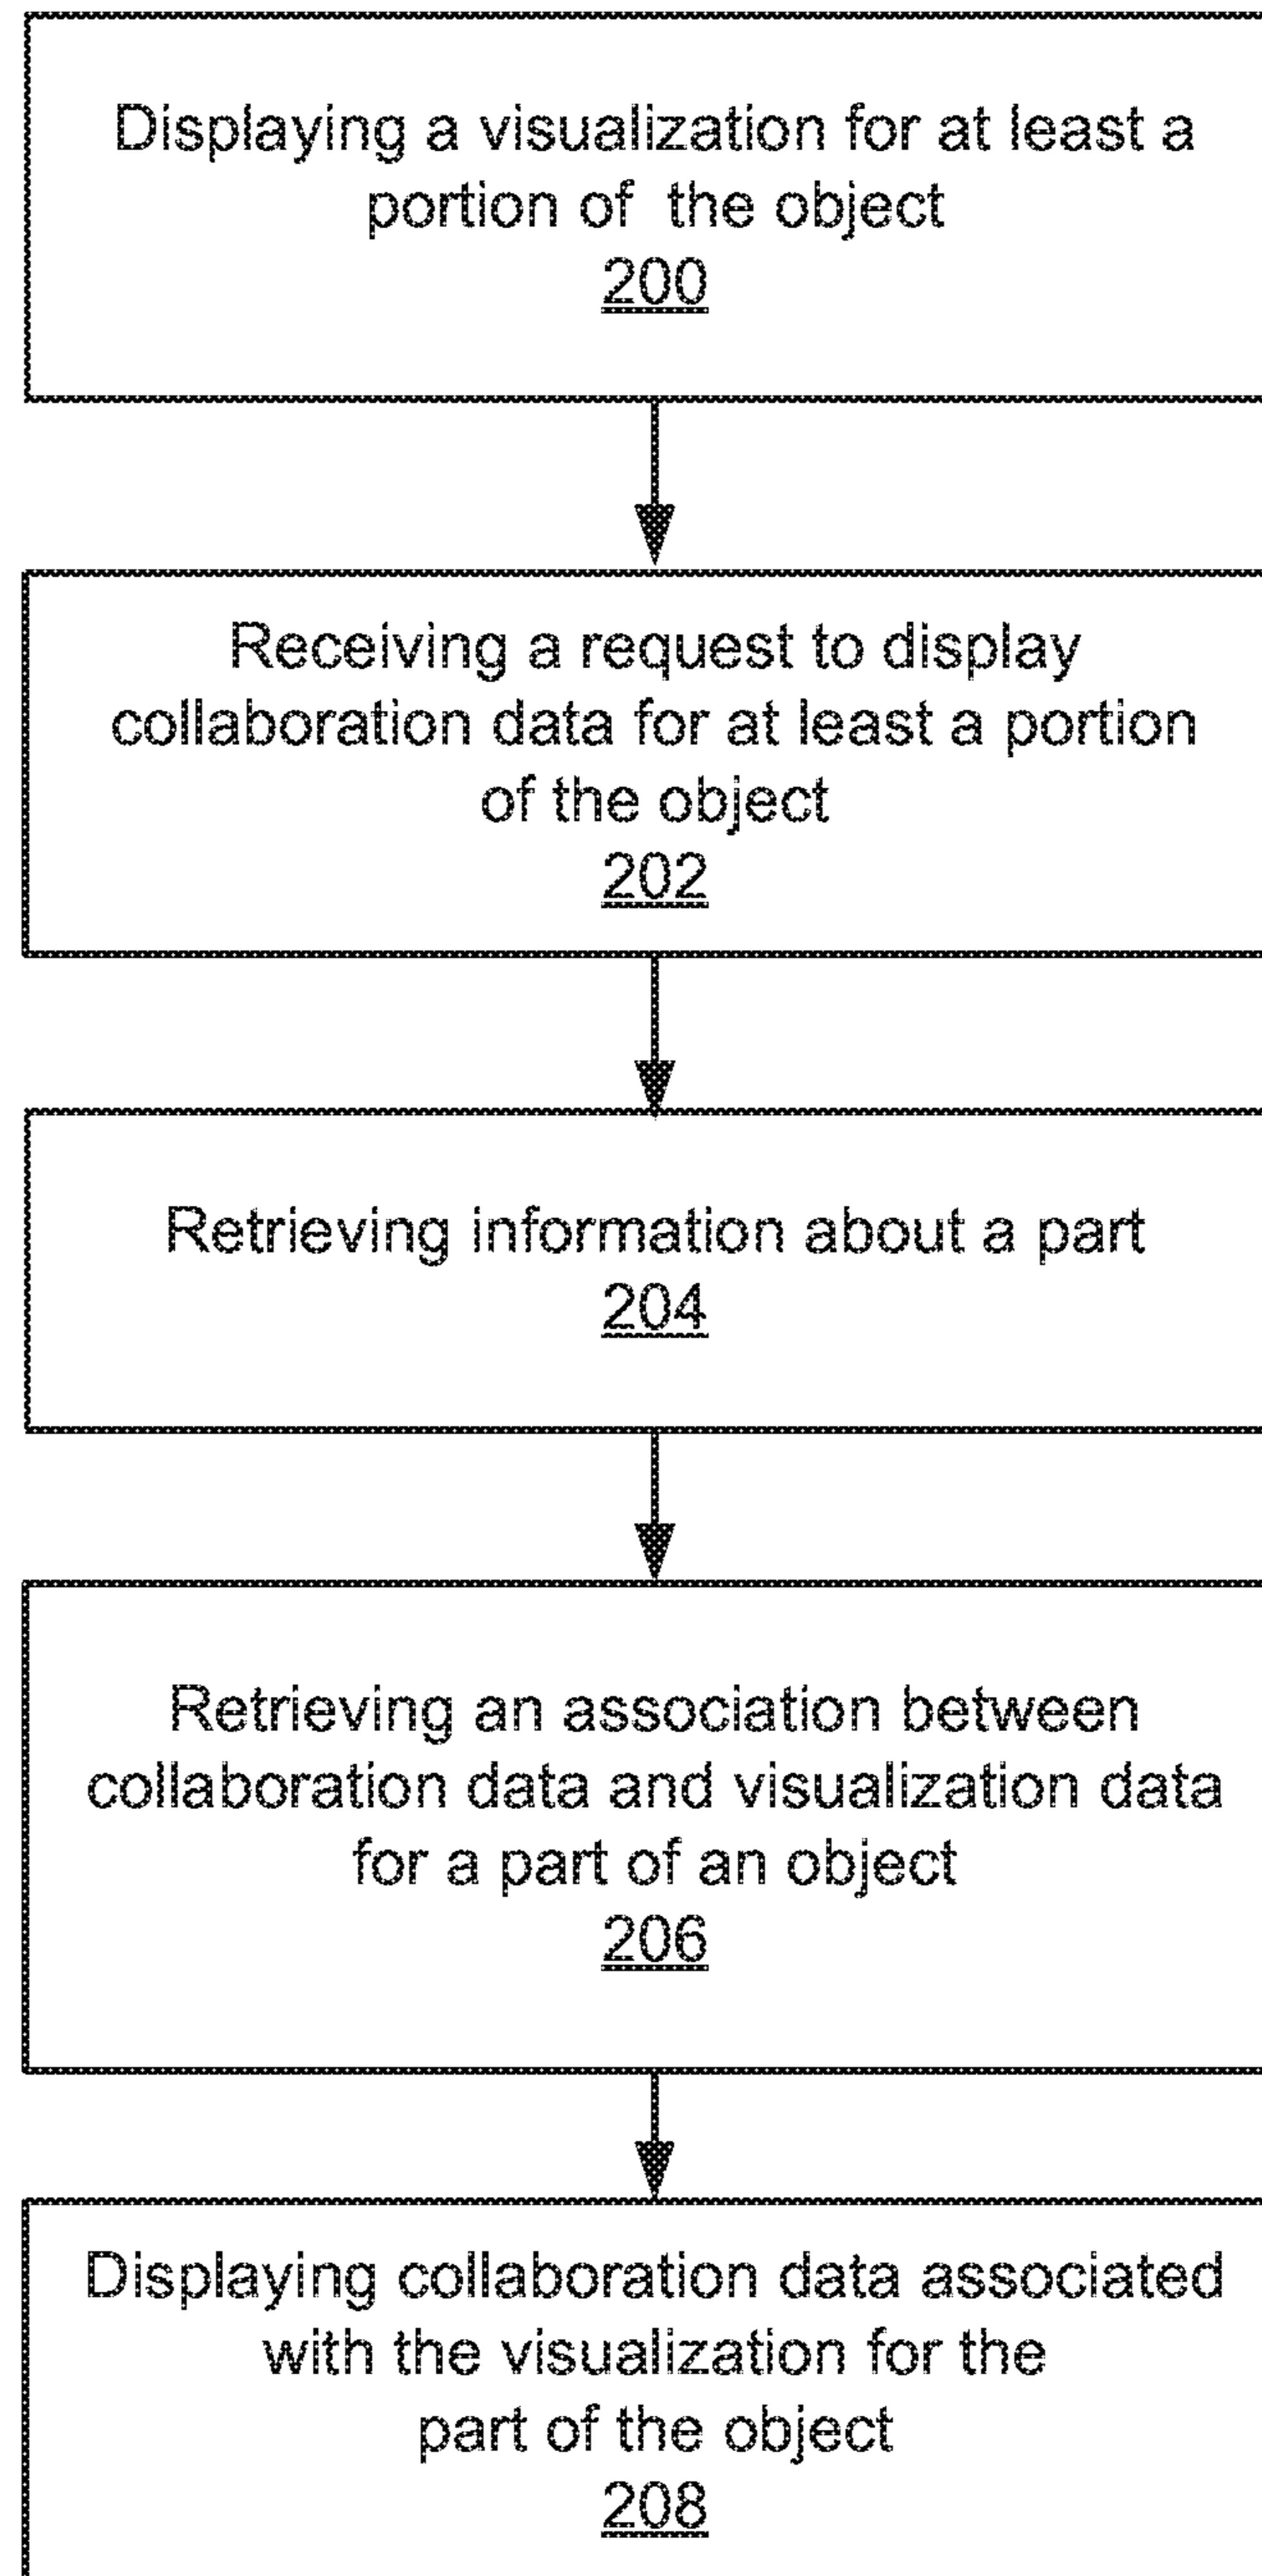 Displaying a visualization for at least a
portion of the object
200
Receiving a request to display
collaboration data for at least a portion
of the object
202
Retrieving information about a part
204
Retrieving an association between
collaboration data and visualization data
for a part of an object
206
Displaying collaboration data associated
with the visualization for the
part of the object
208